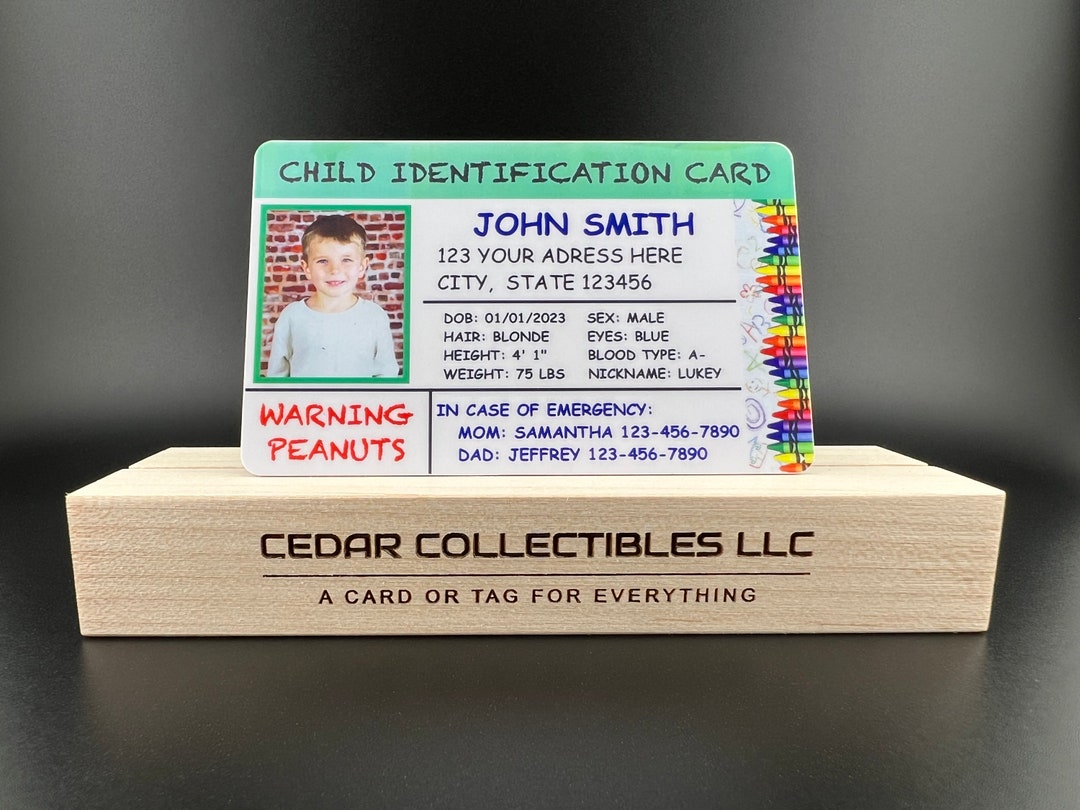 CHILD IDENTIFICATION CARD
JOHN SMITH
123 YOUR ADRESS HERE
CITY, STATE 123456
DOB: 01/01/2023 SEX: MALE
HAIR: BLONDE EYES: BLUE
HEIGHT: 4' 1" BLOOD TYPE: A-
WEIGHT: 75 LBS NICKNAME: LUKEY
WARNING
PEANUTS
IN CASE OF EMERGENCY:
MOM: SAMANTHA 123-456-7890
DAD: JEFFREY 123-456-7890
CEDAR COLLECTIBLES LLC
A CARD OR TAG FOR EVERYTHING